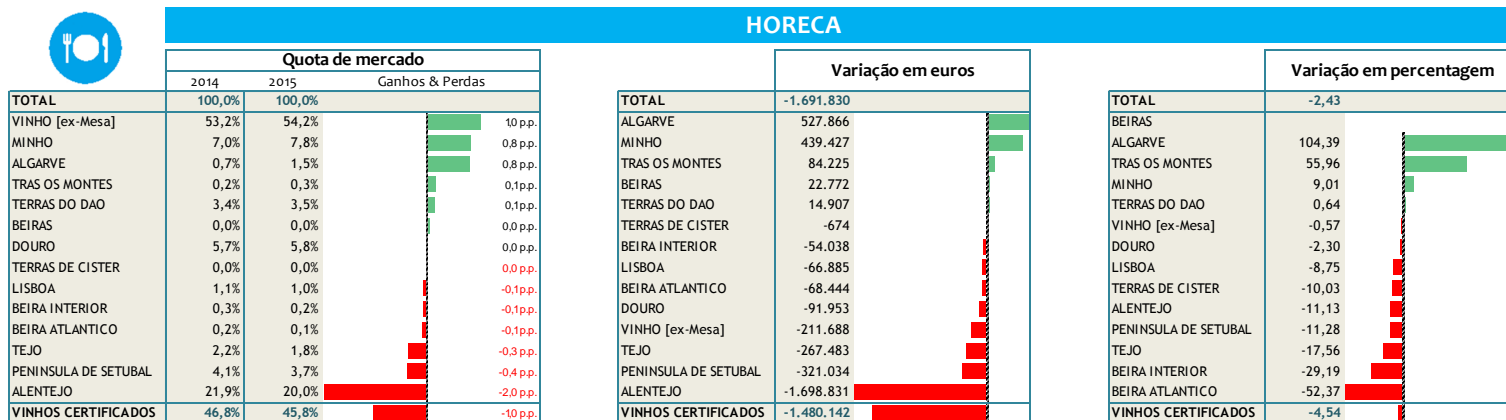 HORECA
Quota de mercado
2014 2015 Ganhos & Perdas
TOTAL 100,0% 100,0%
VINHO [ex-Mesa] 53,2% 54,2% 1,0 p.p.
MINHO 7,0% 7,8% 0,8 p.p.
ALGARVE 0,7% 1,5% 0,8 p.p.
TRAS OS MONTES 0,2% 0,3% 0,1 p.p.
TERRAS DO DAO 3,4% 3,5% 0,1 p.p.
BEIRAS 0,0% 0,0% 0,0 p.p.
DOURO 5,7% 5,8% 0,0 p.p.
TERRAS DE CISTER 0,0% 0,0% 0,0 p.p.
LISBOA 1,1% 1,0% -0,1 p.p.
BEIRA INTERIOR 0,3% 0,2% -0,1 p.p.
BEIRA ATLANTICO 0,2% 0,1% -0,1 p.p.
TEJO 2,2% 1,8% -0,3 p.p.
PENINSULA DE SETUBAL 4,1% 3,7% -0,4 p.p.
ALENTEJO 21,9% 20,0% -2,0 p.p.
VINHOS CERTIFICADOS 46,8% 45,8% -1,0 p.p.
Variação em euros
TOTAL -1.691.830
ALGARVE 527.866
MINHO 439.427
TRAS OS MONTES 84.225
BEIRAS 22.772
TERRAS DO DAO 14.907
TERRAS DE CISTER -674
BEIRA INTERIOR -54.038
LISBOA -66.885
BEIRA ATLANTICO -68.444
DOURO -91.953
VINHO [ex-Mesa] -211.688
TEJO -267.483
PENINSULA DE SETUBAL -321.034
ALENTEJO -1.698.831
VINHOS CERTIFICADOS -1.480.142
Variação em percentagem
TOTAL -2,43
BEIRAS
ALGARVE 104,39
TRAS OS MONTES 55,96
MINHO 9,01
TERRAS DO DAO 0,64
VINHO [ex-Mesa] -0,57
DOURO -2,30
LISBOA -8,75
TERRAS DE CISTER -10,03
ALENTEJO -11,13
PENINSULA DE SETUBAL -11,28
TEJO -17,56
BEIRA INTERIOR -29,19
BEIRA ATLANTICO -52,37
VINHOS CERTIFICADOS -4,54